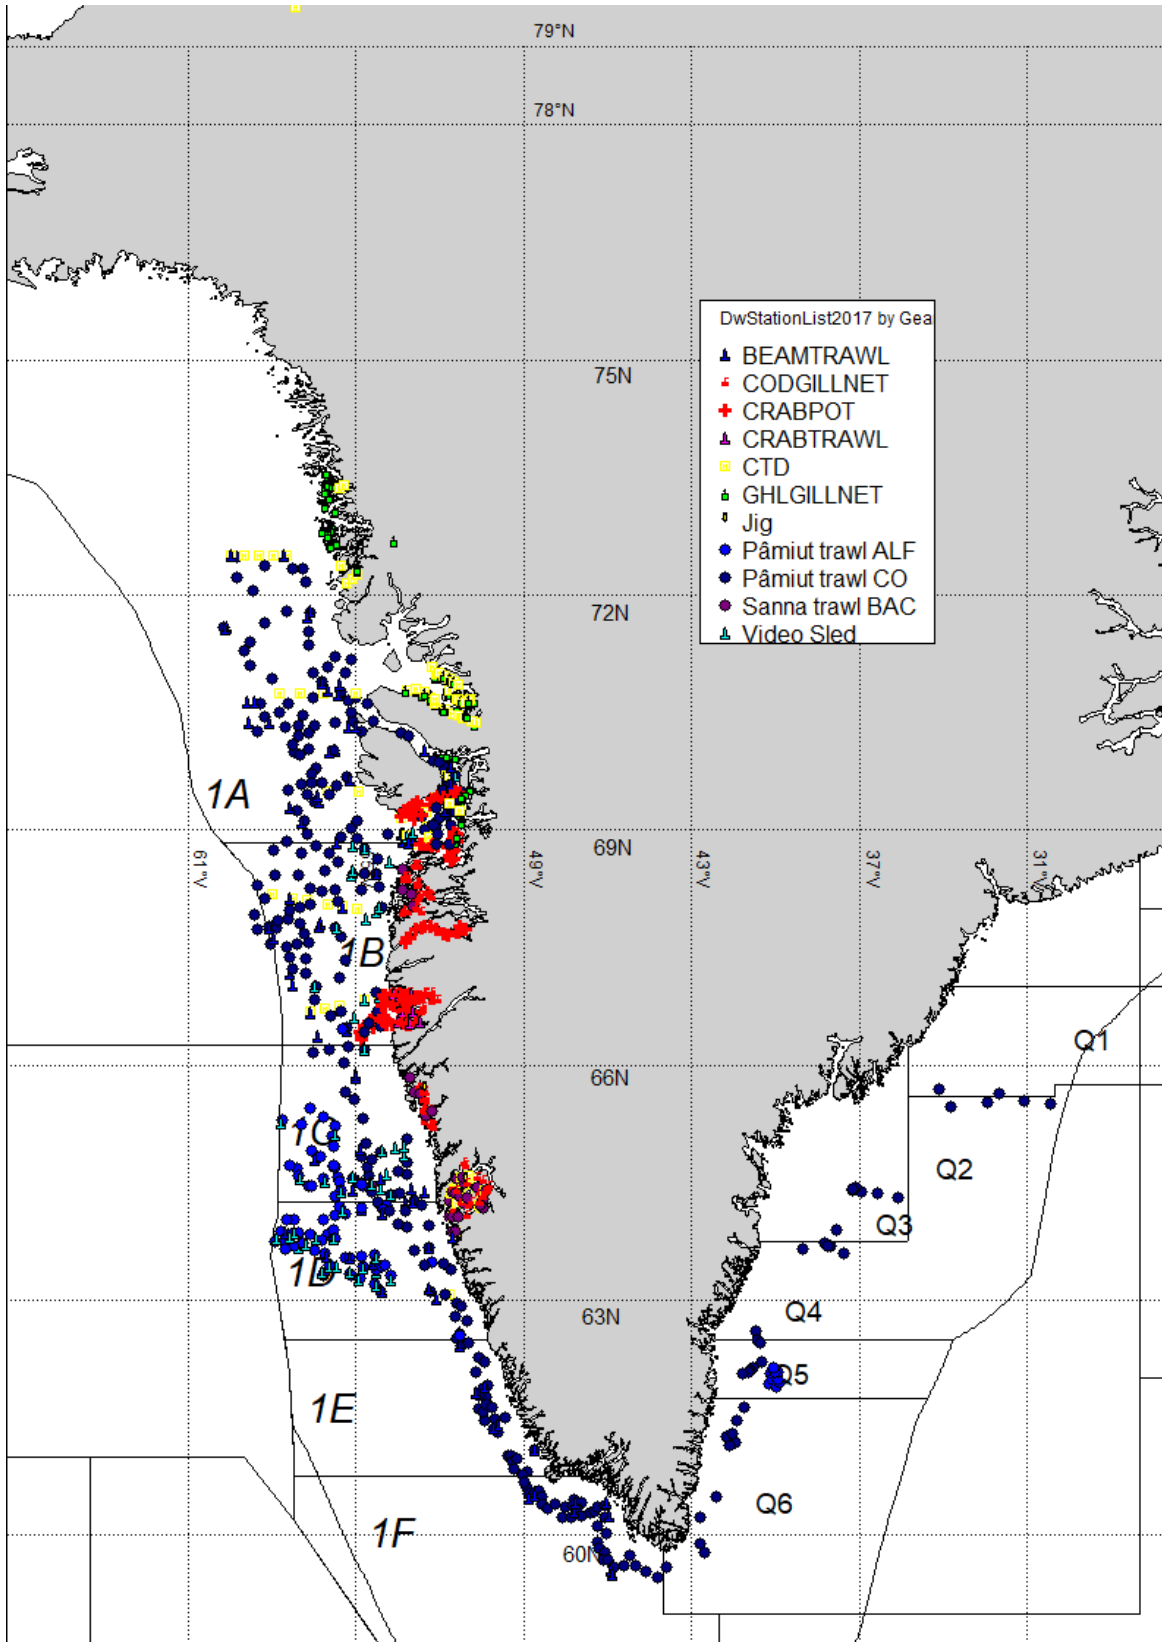 79°N
78°N
DwStationList2017 by Gea
BEAMTRAWL
CODGILLNET
CRABPOT
CRABTRAWL
CTD
GHLGILLNET
Jig
Pâmiut trawl ALF
Pâmiut trawl CO
Sanna trawl BAC
Video Sled
75N
72N
1A
69N
61°V
49°V
43°V
37°V
31°V
1B
66N
Q1
1C
Q2
Q3
1D
63N
Q4
Q5
1E
Q6
1F
60N